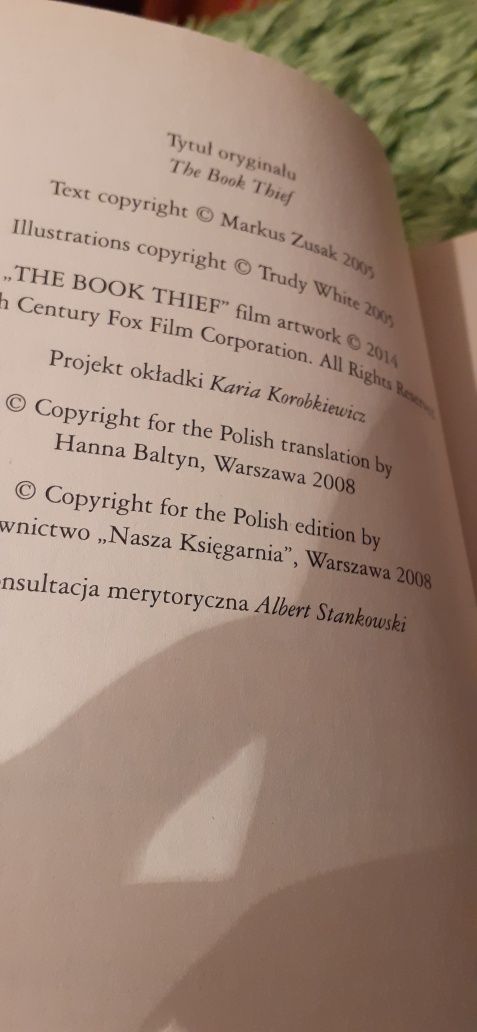 Tytuł oryginału
The Book Thief
Text copyright © Markus Zusak 2005
Illustrations copyright © Trudy White 2005
„THE BOOK THIEF” film artwork © 2014
h Century Fox Film Corporation. All Rights Reserve
Projekt okładki Karia Korobkiewicz
© Copyright for the Polish translation by
Hanna Baltyn, Warszawa 2008
© Copyright for the Polish edition by
wnictwo „Nasza Księgarnia”, Warszawa 2008
nsultacja merytoryczna Albert Stankowski